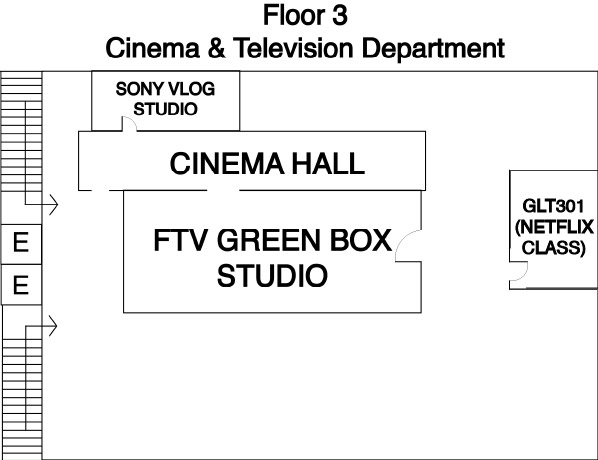 Floor 3
Cinema & Television Department
SONY VLOG
STUDIO
CINEMA HALL
GLT301
(NETFLIX
CLASS)
FTV GREEN BOX
STUDIO
E
E